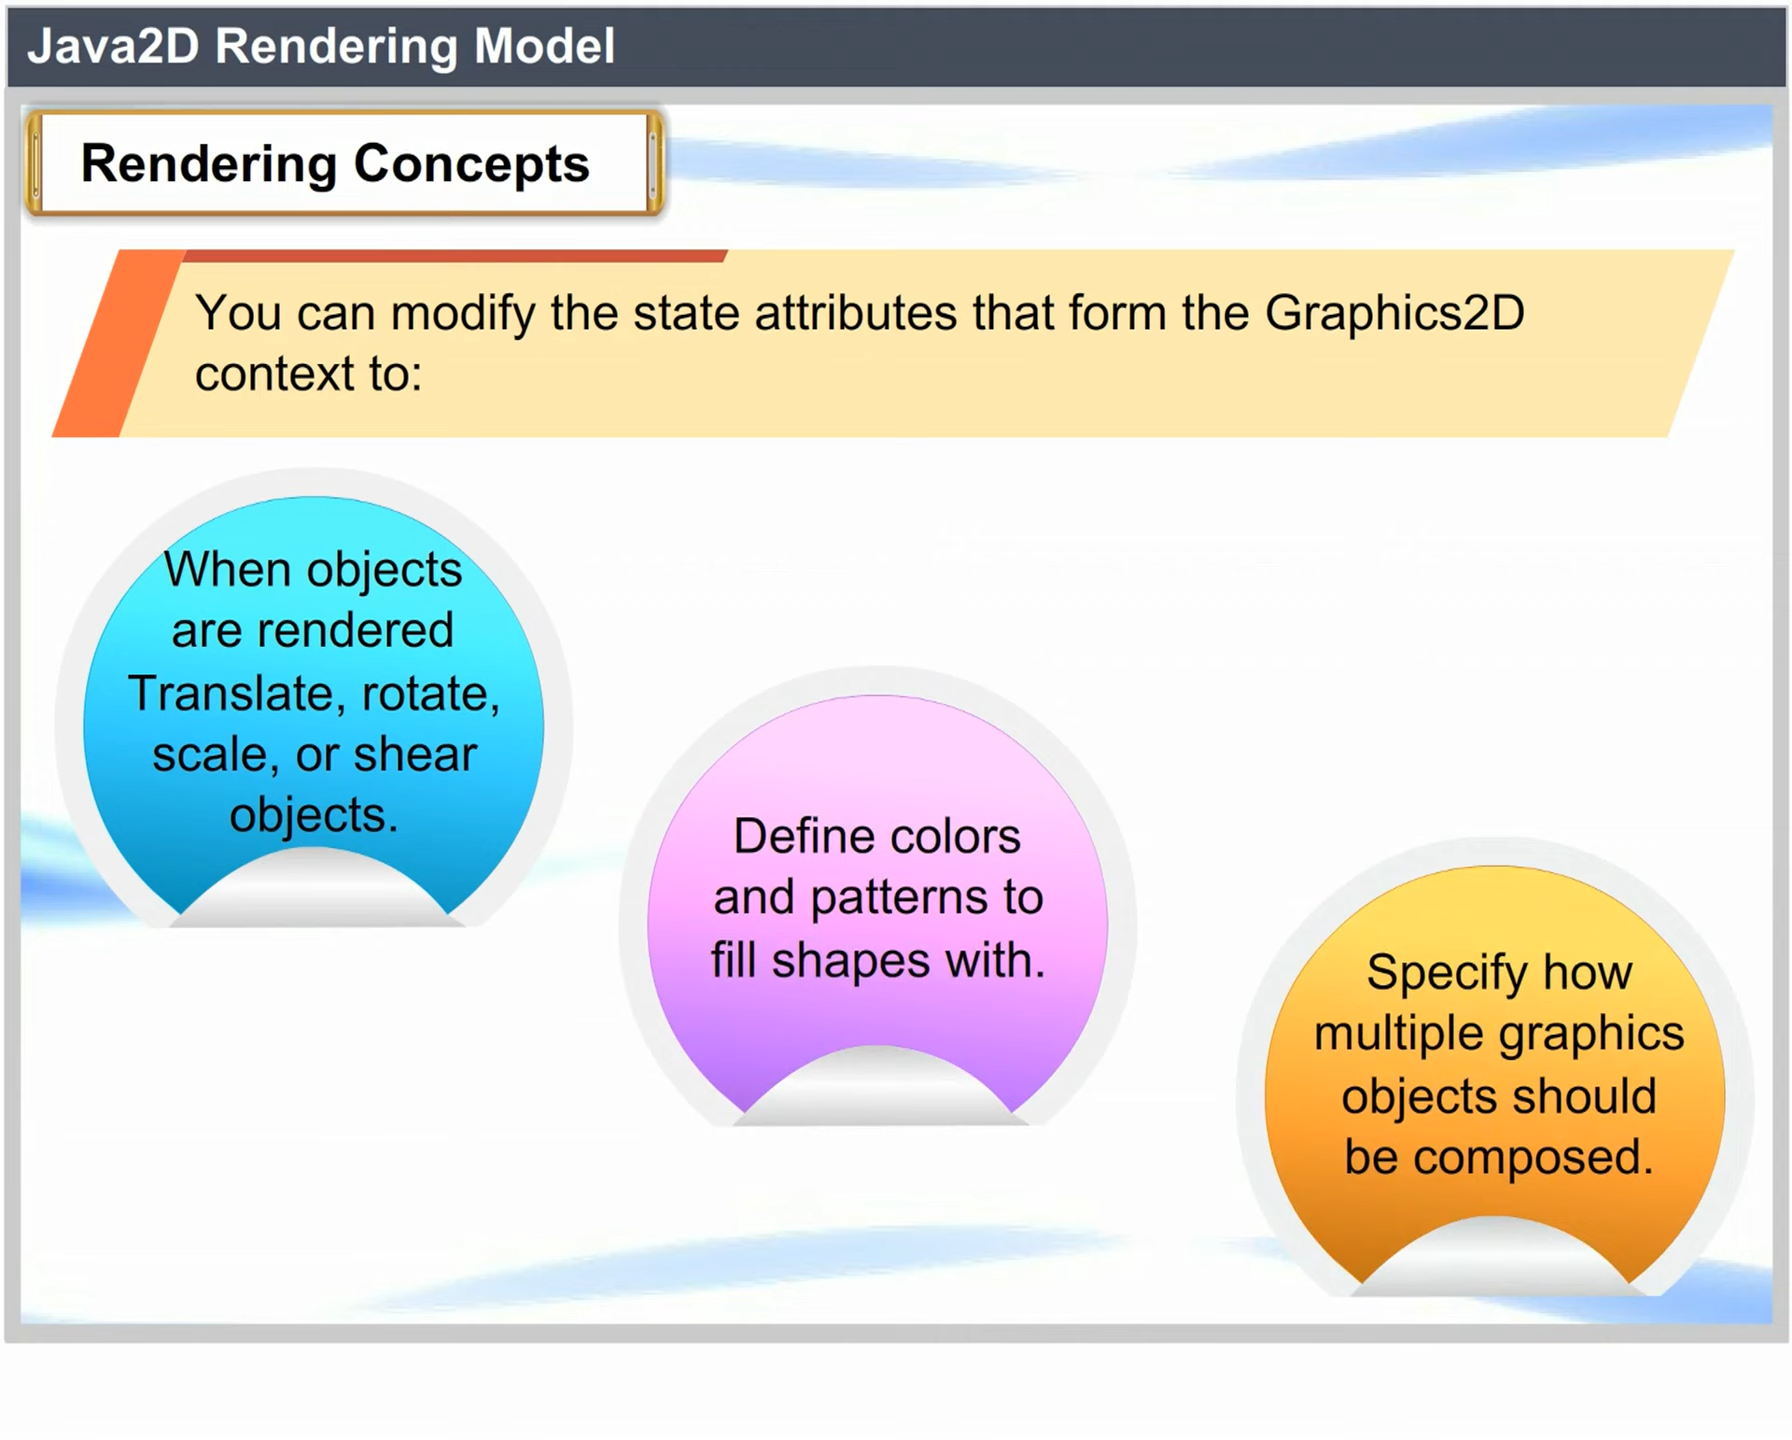 Java2D Rendering Model
Rendering Concepts
You can modify the state attributes that form the Graphics2D
context to:
When objects
are rendered
Translate, rotate,
scale, or shear
objects.
Define colors
and patterns to
fill shapes with.
Specify how
multiple graphics
objects should
be composed.